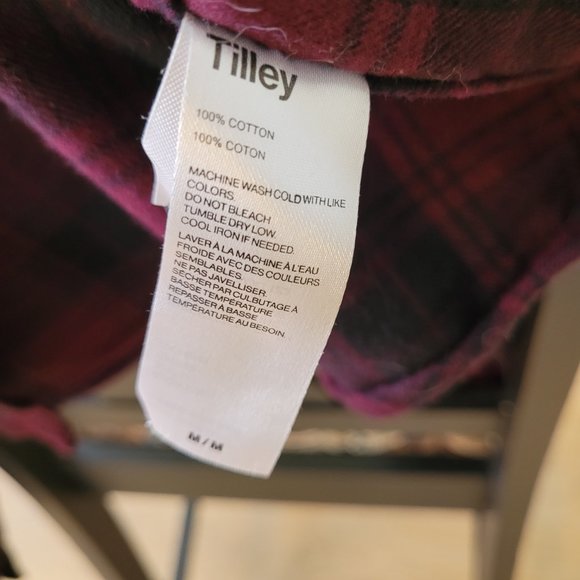 Tilley
100% COTTON
100% COTON
MACHINE WASH COLD WITH LIKE
COLORS.
DO NOT BLEACH
TUMBLE DRY LOW.
COOL IRON IF NEEDED.
LAVER À LA MACHINE À L'EAU
FROIDE AVEC DES COULEURS
SEMBLABLES.
NE PAS JAVELLISER
SÉCHER PAR CULBUTAGE À
BASSE TEMPÉRATURE
REPASSER À BASSE
TEMPÉRATURE AU BESOIN.
M / M